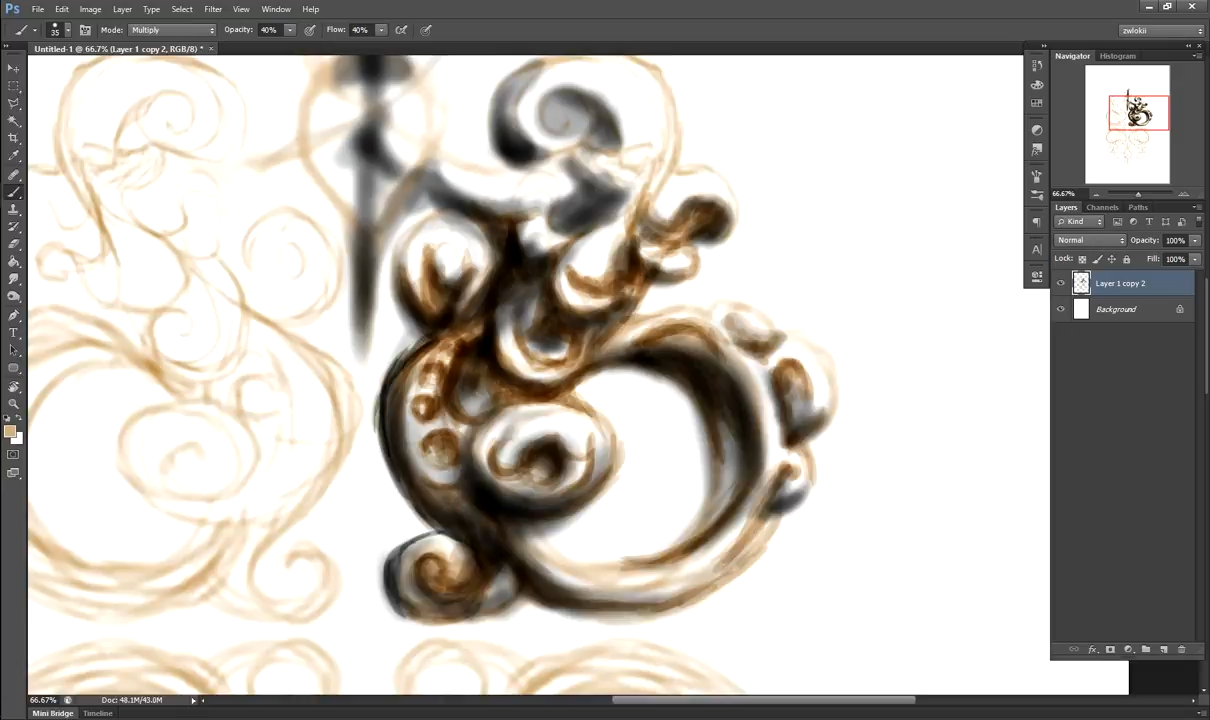 Ps File Edit Image Layer Type Select Filter View Window Help
35 Mode: Multiply Opacity: 40% Flow: 40% zwlokii
Untitled-1 @ 66.7% (Layer 1 copy 2, RGB/8) * ×
Navigator Histogram
66.67%
Layers Channels Paths
Kind
Normal Opacity: 100%
Lock: Fill: 100%
Layer 1 copy 2
Background
66.67% Doc: 48.1M/43.0M
Mini Bridge Timeline